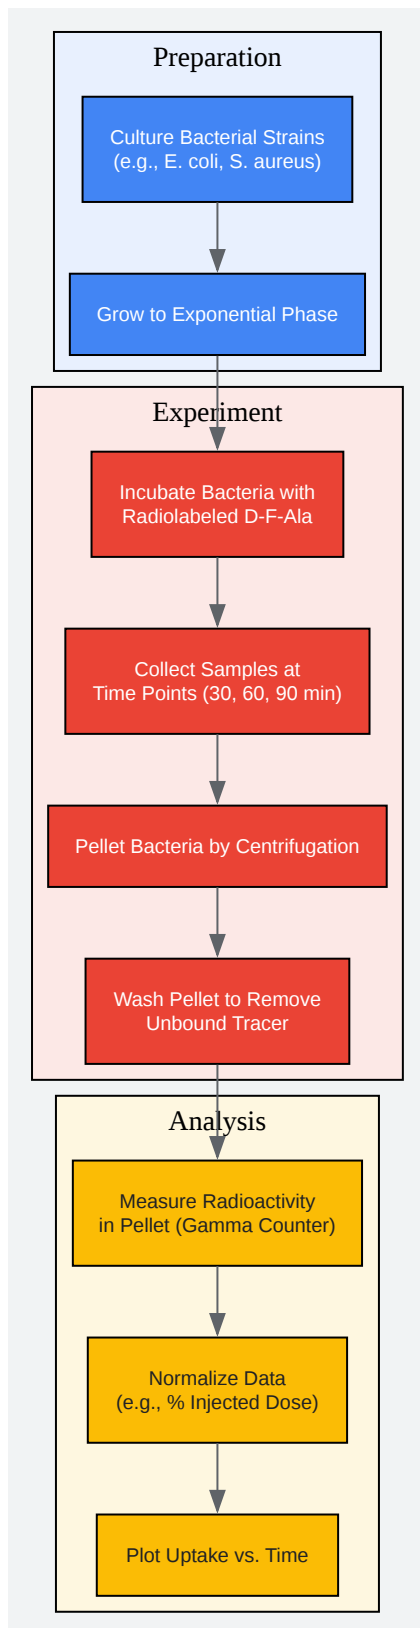 Preparation
Culture Bacterial Strains
(e.g., E. coli, S. aureus)
Grow to Exponential Phase
Experiment
Incubate Bacteria with
Radiolabeled D-F-Ala
Collect Samples at
Time Points (30, 60, 90 min)
Pellet Bacteria by Centrifugation
Wash Pellet to Remove
Unbound Tracer
Analysis
Measure Radioactivity
in Pellet (Gamma Counter)
Normalize Data
(e.g., % Injected Dose)
Plot Uptake vs. Time